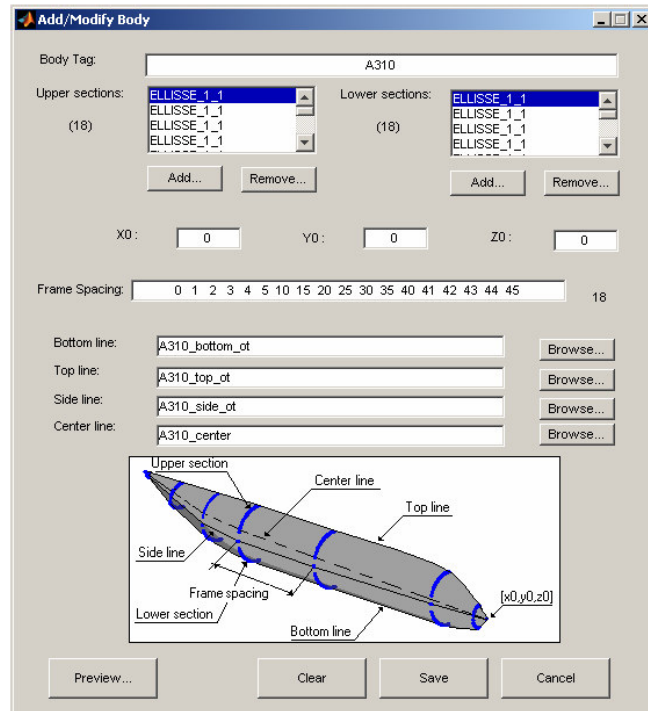 Add/Modify Body
Body Tag: A310
Upper sections: ELLISSE_1_1 Lower sections: ELLISSE_1_1
ELLISSE_1_1 ELLISSE_1_1
(18) ELLISSE_1_1 (18) ELLISSE_1_1
ELLISSE_1_1 ELLISSE_1_1
Add... Remove... Add... Remove...
X0 : 0 Y0 : 0 Z0 : 0
Frame Spacing: 0 1 2 3 4 5 10 15 20 25 30 35 40 41 42 43 44 45 18
Bottom line: A310_bottom_ot Browse...
Top line: A310_top_ot Browse...
Side line: A310_side_ot Browse...
Center line: A310_center Browse...
Upper section
Center line
Top line
Side line
Frame spacing
[x0,y0,z0]
Lower section
Bottom line
Preview... Clear Save Cancel